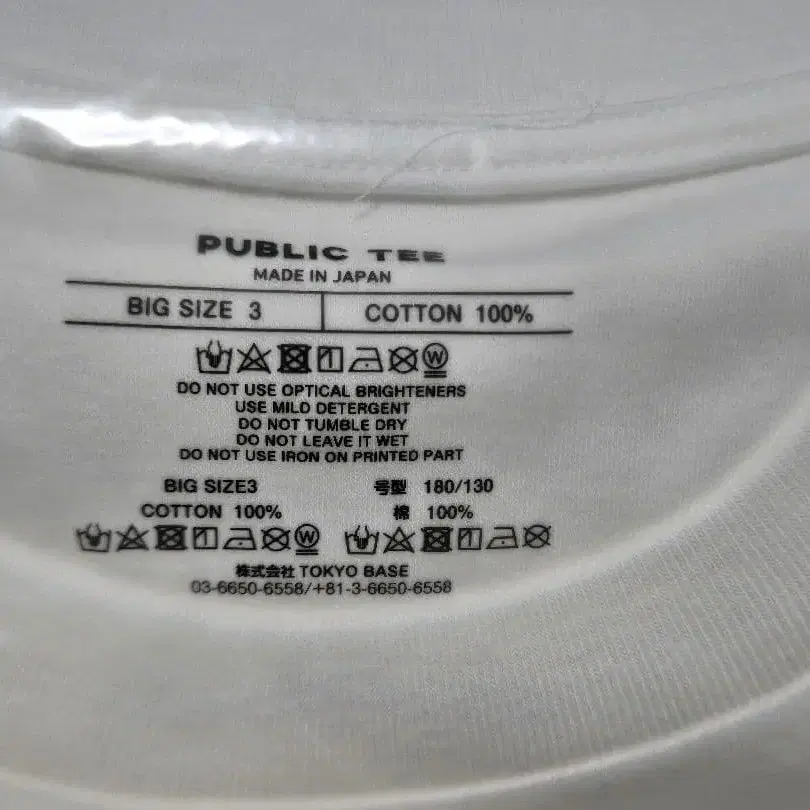 PUBLIC TEE
MADE IN JAPAN
BIG SIZE 3 COTTON 100%
W
DO NOT USE OPTICAL BRIGHTENERS
USE MILD DETERGENT
DO NOT TUMBLE DRY
DO NOT LEAVE IT WET
DO NOT USE IRON ON PRINTED PART
BIG SIZE3 号型 180/130
COTTON 100% 棉 100%
W
株式会社 TOKYO BASE
03-6650-6558/+81-3-6650-6558